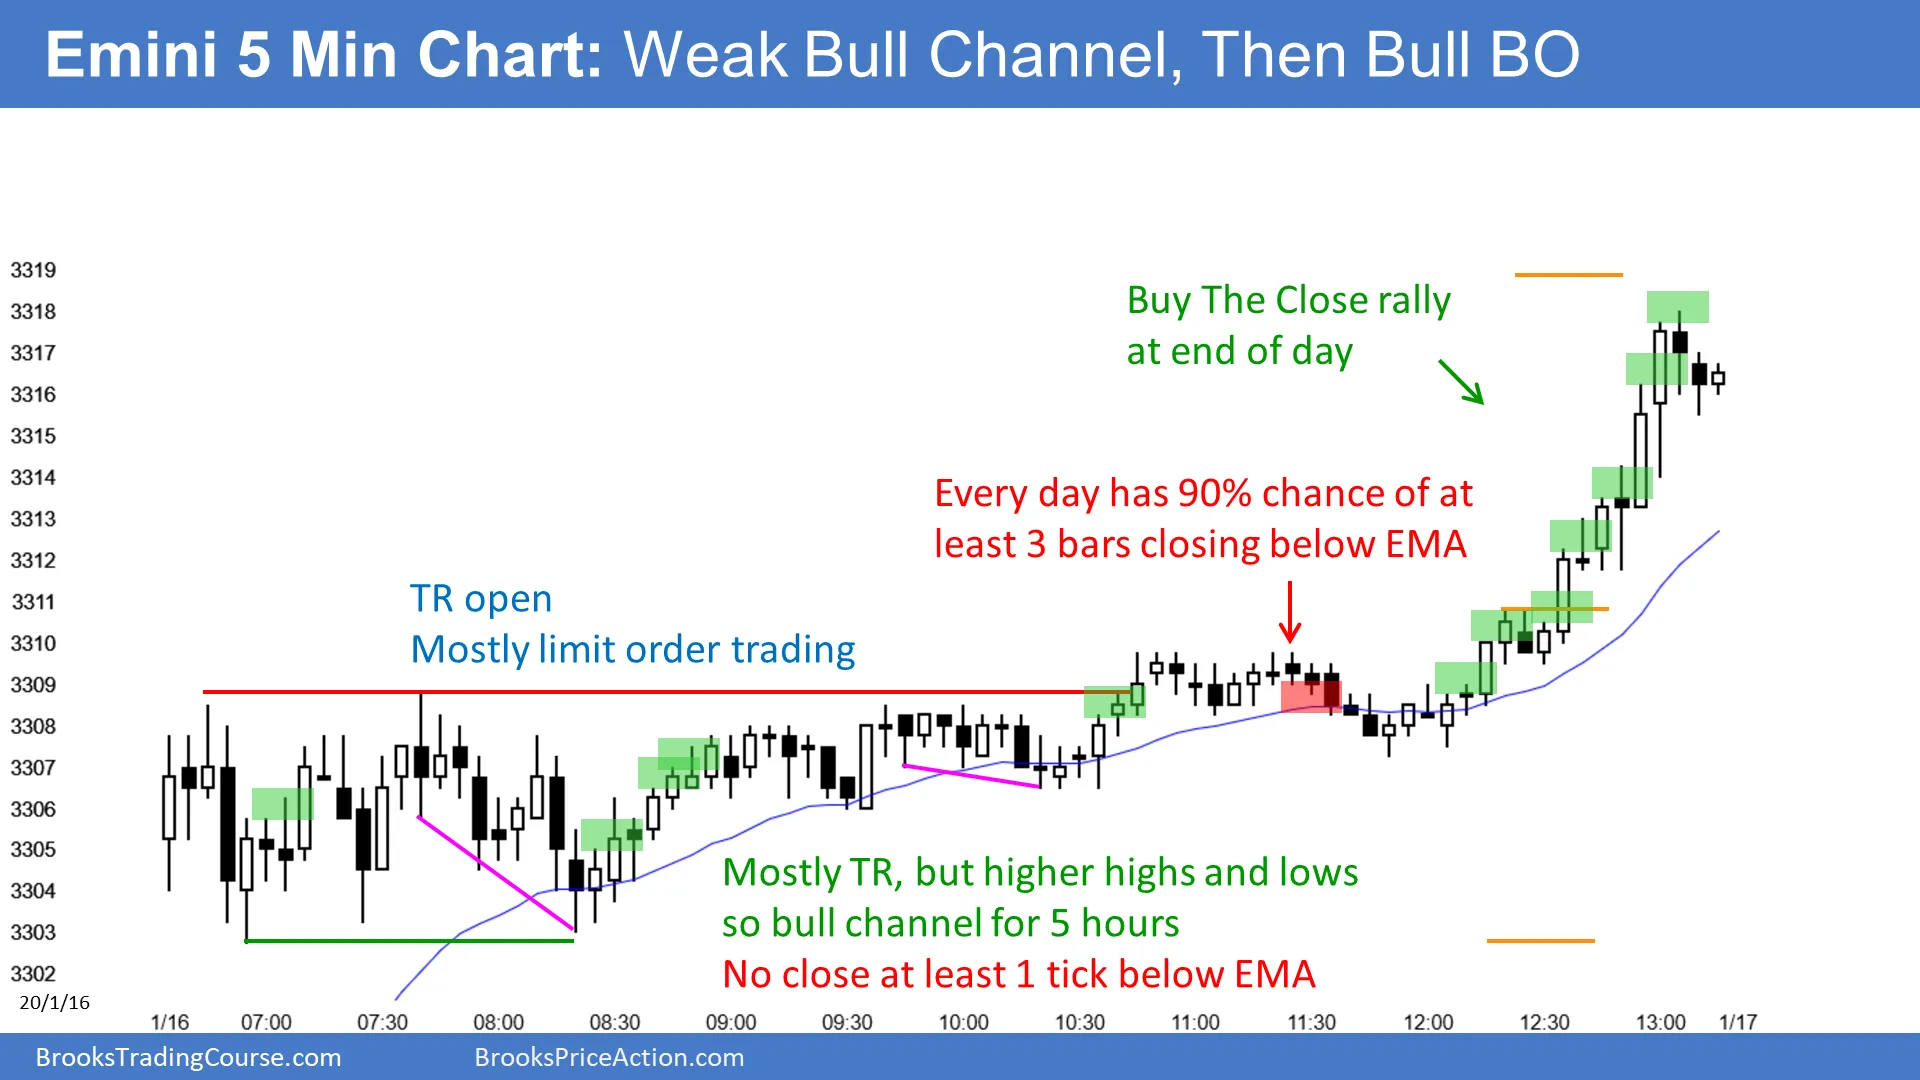 Emini 5 Min Chart: Weak Bull Channel, Then Bull BO
3319
3318
3317
3316
3315
3314
3313
3312
3311
3310
3309
3308
3307
3306
3305
3304
3303
3302
Buy The Close rally
at end of day
Every day has 90% chance of at
least 3 bars closing below EMA
TR open
Mostly limit order trading
Mostly TR, but higher highs and lows
so bull channel for 5 hours
No close at least 1 tick below EMA
20/1/16
1/16 07:00 07:30 08:00 08:30 09:00 09:30 10:00 10:30 11:00 11:30 12:00 12:30 13:00 1/17
BrooksTradingCourse.com BrooksPriceAction.com